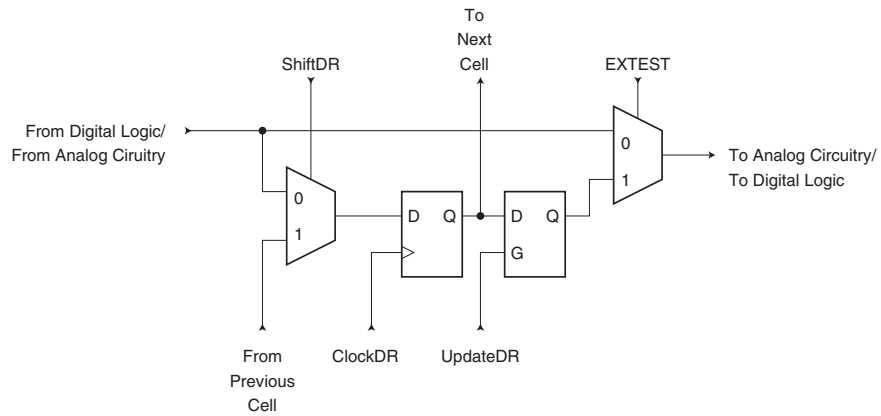 To
Next
Cell
ShiftDR
EXTEST
From Digital Logic/
From Analog Ciruitry
0
1
To Analog Circuitry/
To Digital Logic
0
1
D Q
D Q
G
From
Previous
Cell
ClockDR
UpdateDR